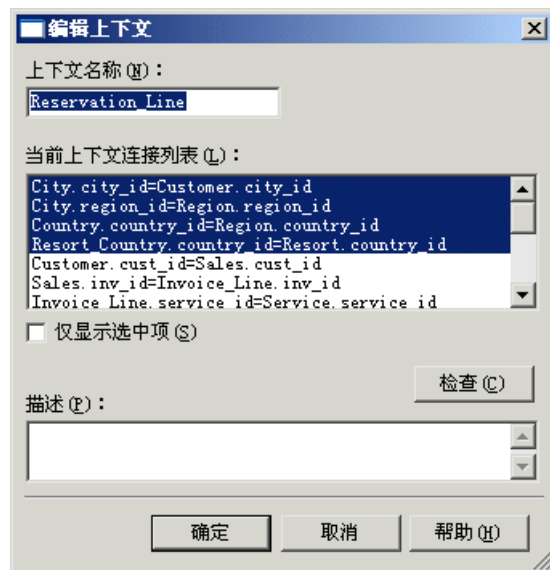 编辑上下文
上下文名称(N)：
Reservation_Line
当前上下文连接列表(L)：
City.city_id=Customer.city_id
City.region_id=Region.region_id
Country.country_id=Region.country_id
Resort_Country.country_id=Resort.country_id
Customer.cust_id=Sales.cust_id
Sales.inv_id=Invoice_Line.inv_id
Invoice_Line.service_id=Service.service_id
仅显示选中项(S)
检查(C)
描述(P)：
确定 取消 帮助(H)